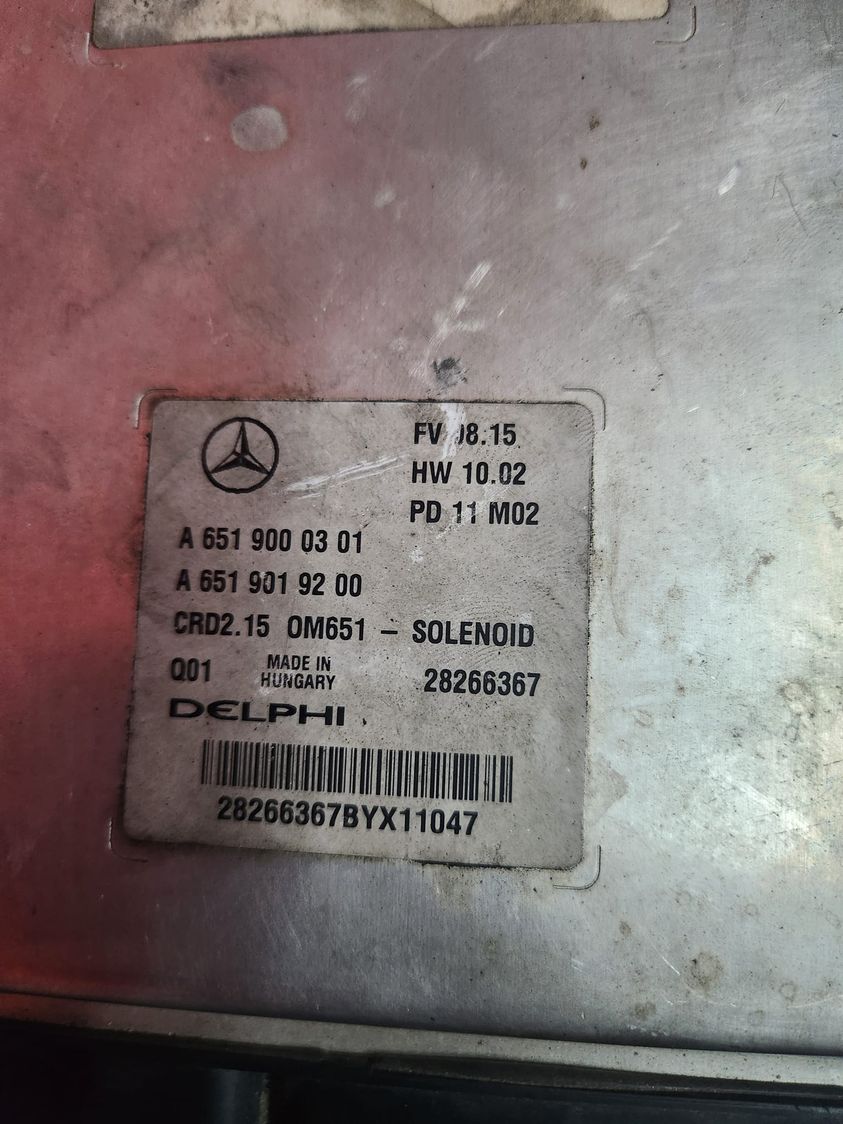 FV 08.15
HW 10.02
PD 11 M02
A 651 900 03 01
A 651 901 92 00
CRD2.15 OM651 – SOLENOID
Q01 MADE IN HUNGARY 28266367
DELPHI
28266367BYX11047